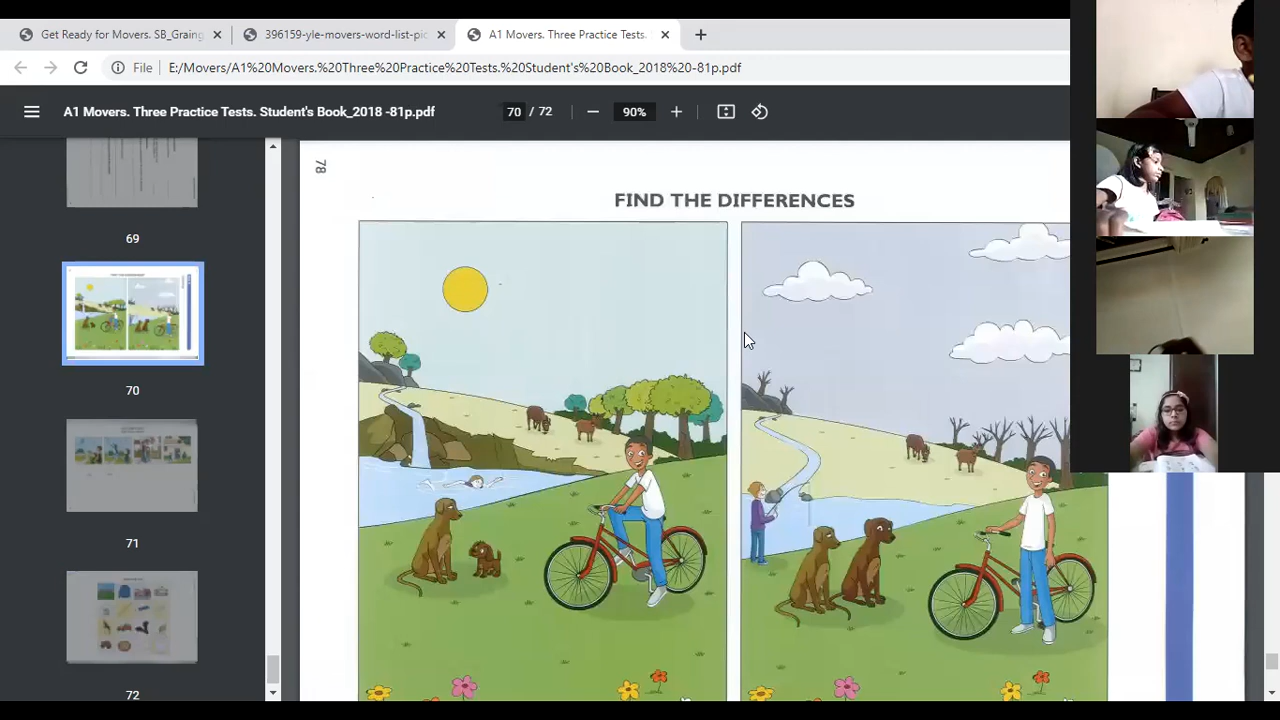 Get Ready for Movers. SB_Graing
396159-yle-movers-word-list-pic
A1 Movers. Three Practice Tests.
File
E:/Movers/A1%20Movers.%20Three%20Practice%20Tests.%20Student's%20Book_2018%20-81p.pdf
A1 Movers. Three Practice Tests. Student's Book_2018 -81p.pdf
70 / 72
90%
69
70
71
72
78
FIND THE DIFFERENCES